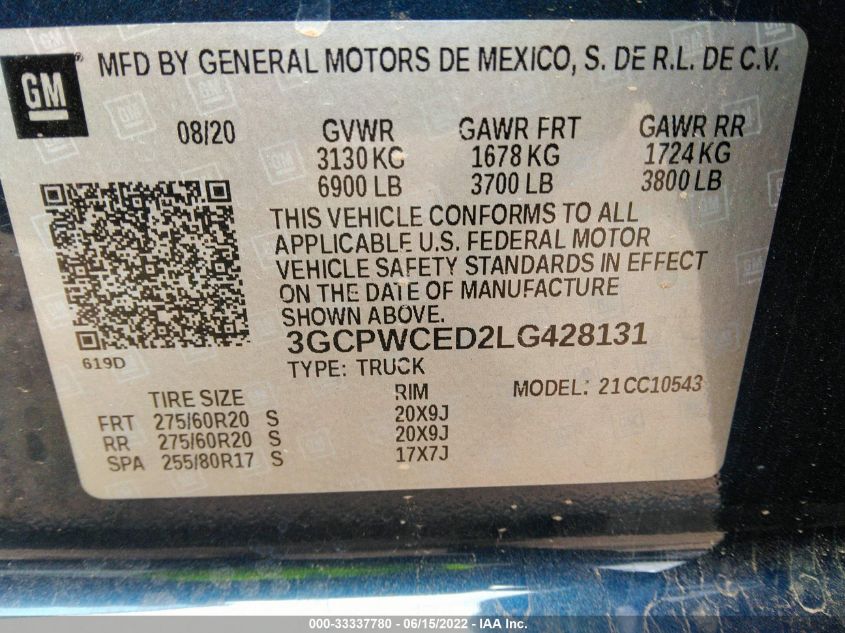 GM
MFD BY GENERAL MOTORS DE MEXICO, S. DE R.L. DE C.V.
08/20 GVWR GAWR FRT GAWR RR
3130 KG 1678 KG 1724 KG
6900 LB 3700 LB 3800 LB
THIS VEHICLE CONFORMS TO ALL
APPLICABLE U.S. FEDERAL MOTOR
VEHICLE SAFETY STANDARDS IN EFFECT
ON THE DATE OF MANUFACTURE
SHOWN ABOVE.
3GCPWCED2LG428131
619D
TYPE: TRUCK
TIRE SIZE RIM MODEL: 21CC10543
FRT 275/60R20 S 20X9J
RR 275/60R20 S 20X9J
SPA 255/80R17 S 17X7J
000-33337780 - 06/15/2022 - IAA Inc.